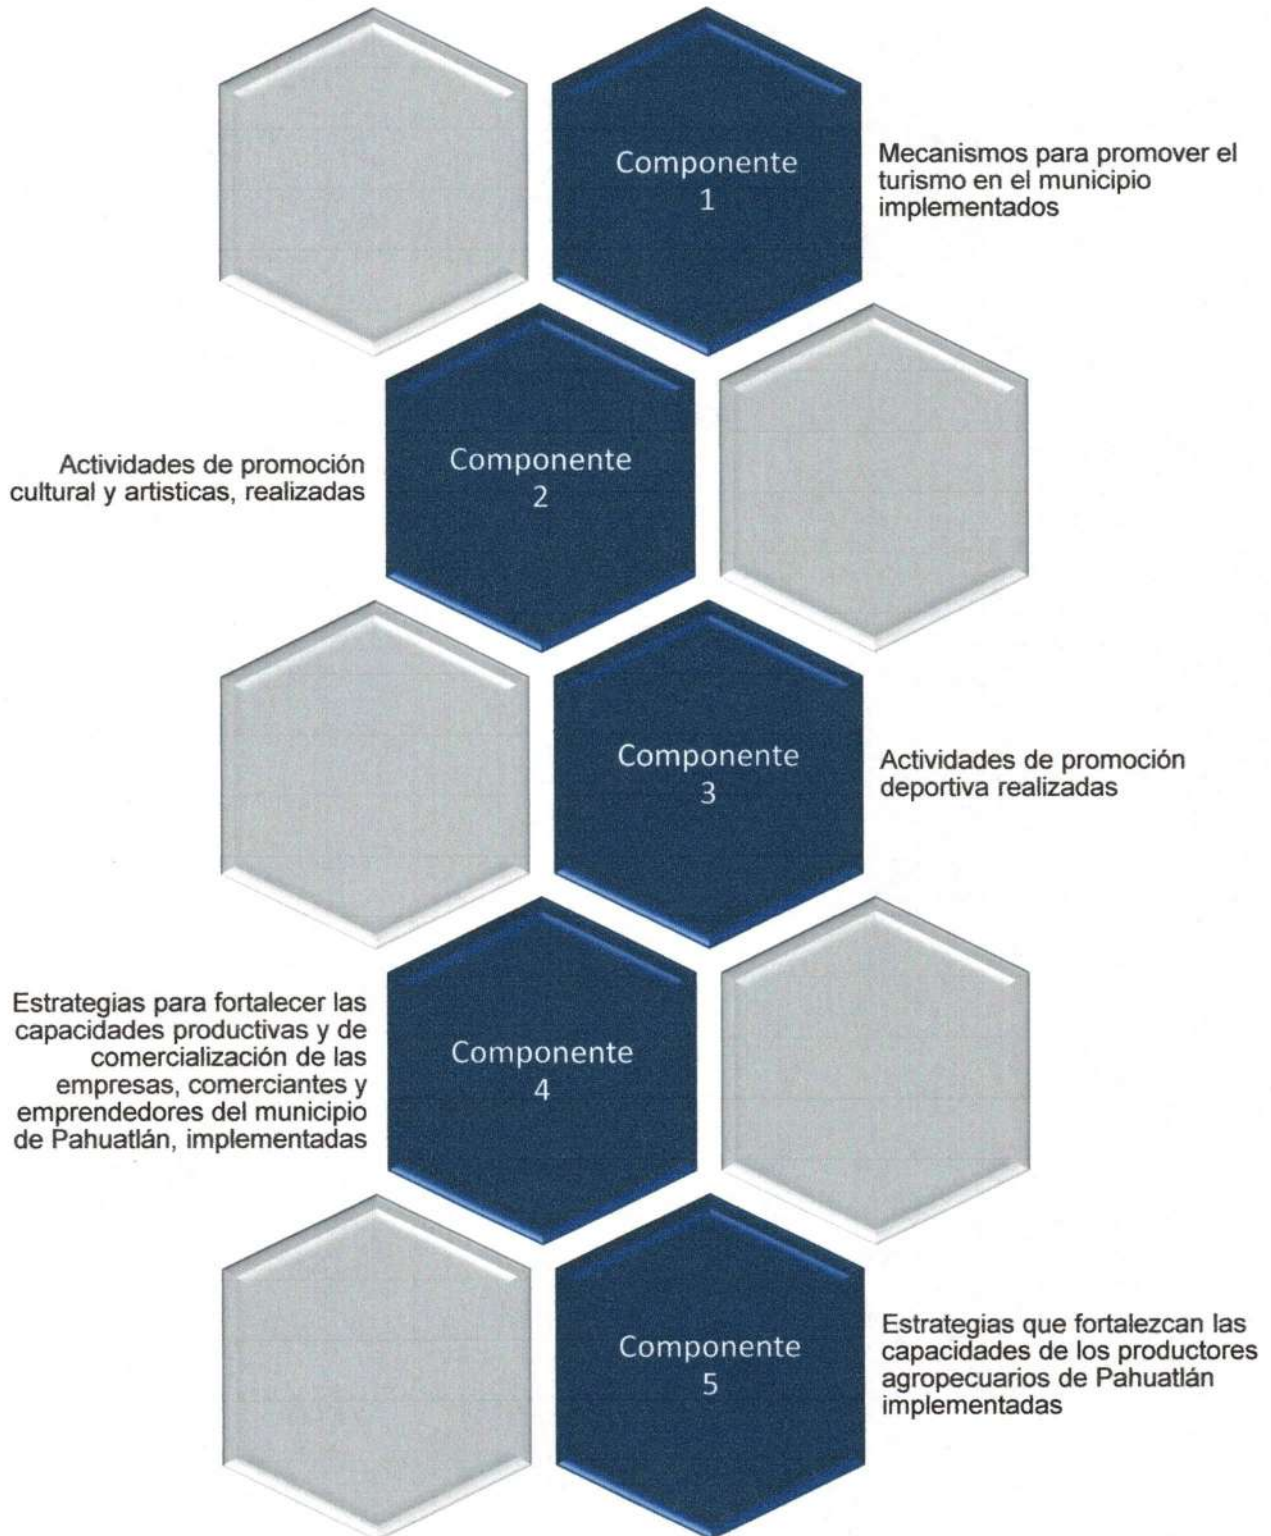 Componente
1
Mecanismos para promover el
turismo en el municipio
implementados
Actividades de promoción
cultural y artisticas, realizadas
Componente
2
Componente
3
Actividades de promoción
deportiva realizadas
Estrategias para fortalecer las
capacidades productivas y de
comercialización de las
empresas, comerciantes y
emprendedores del municipio
de Pahuatlán, implementadas
Componente
4
Componente
5
Estrategias que fortalezcan las
capacidades de los productores
agropecuarios de Pahuatlán
implementadas